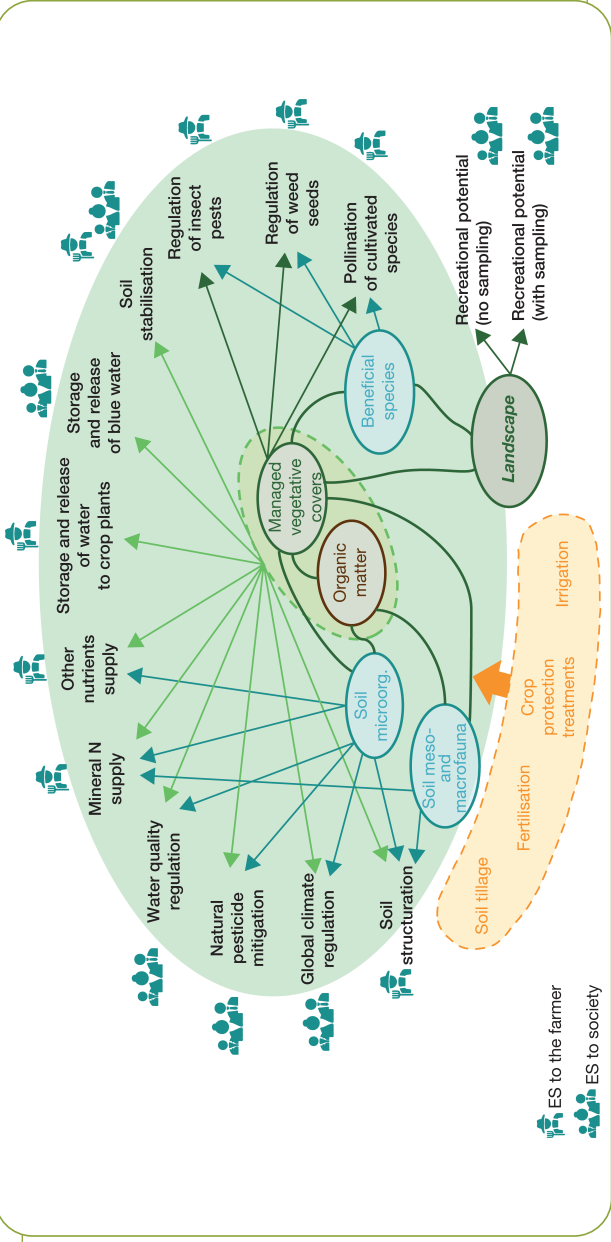 Soil
structuration
Global climate
regulation
Natural
pesticide
mitigation
Water quality
regulation
Mineral N
supply
Other
nutrients
supply
Storage and release
of water
to crop plants
Storage
and release
of blue water
Soil
stabilisation
Regulation
of insect
pests
Regulation
of weed
seeds
Pollination
of cultivated
species
Recreational potential
(no sampling)
Recreational potential
(with sampling)
Managed
vegetative
covers
Organic
matter
Beneficial
species
Soil
microorg.
Soil meso-
and
macrofauna
Landscape
Soil tillage
Fertilisation
Crop
protection
treatments
Irrigation
ES to the farmer
ES to society